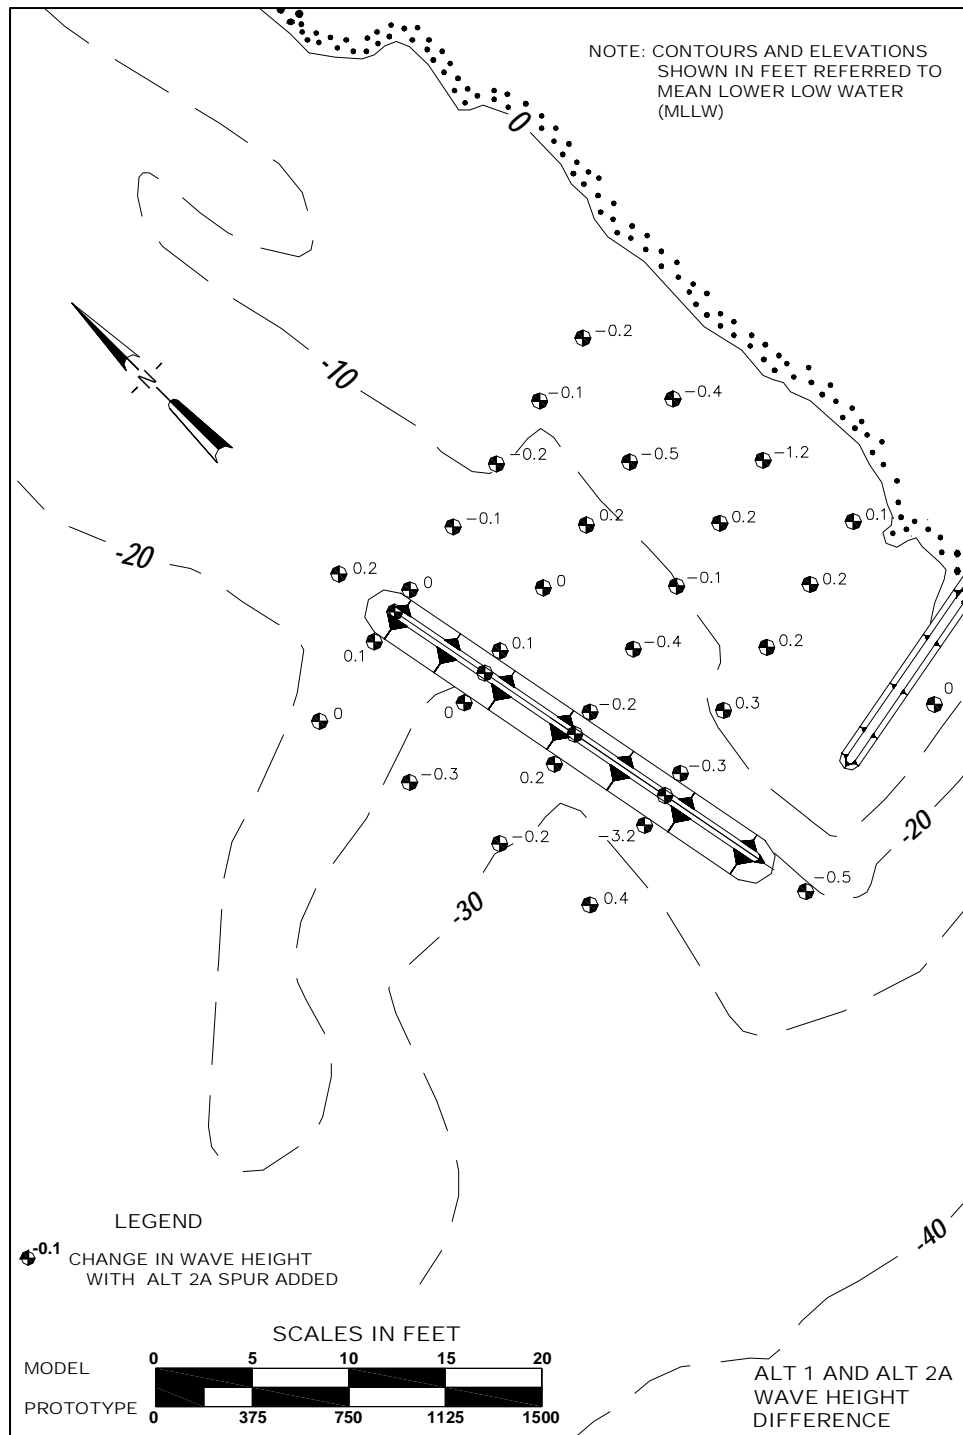 NOTE: CONTOURS AND ELEVATIONS
SHOWN IN FEET REFERRED TO
MEAN LOWER LOW WATER
(MLLW)
0
-10
-20
N
-0.2
-0.1
-0.4
-0.2
-0.5
-1.2
-0.1
0.2
0.2
0.1
0.2
0
0
-0.1
0.2
0.1
0.1
-0.4
0.2
0
0
-0.2
0.3
0
-0.3
0.2
-0.3
-0.2
-3.2
-20
-30
0.4
-0.5
-40
LEGEND
-0.1
CHANGE IN WAVE HEIGHT
WITH ALT 2A SPUR ADDED
SCALES IN FEET
0 5 10 15 20
MODEL
PROTOTYPE
0 375 750 1125 1500
ALT 1 AND ALT 2A
WAVE HEIGHT
DIFFERENCE